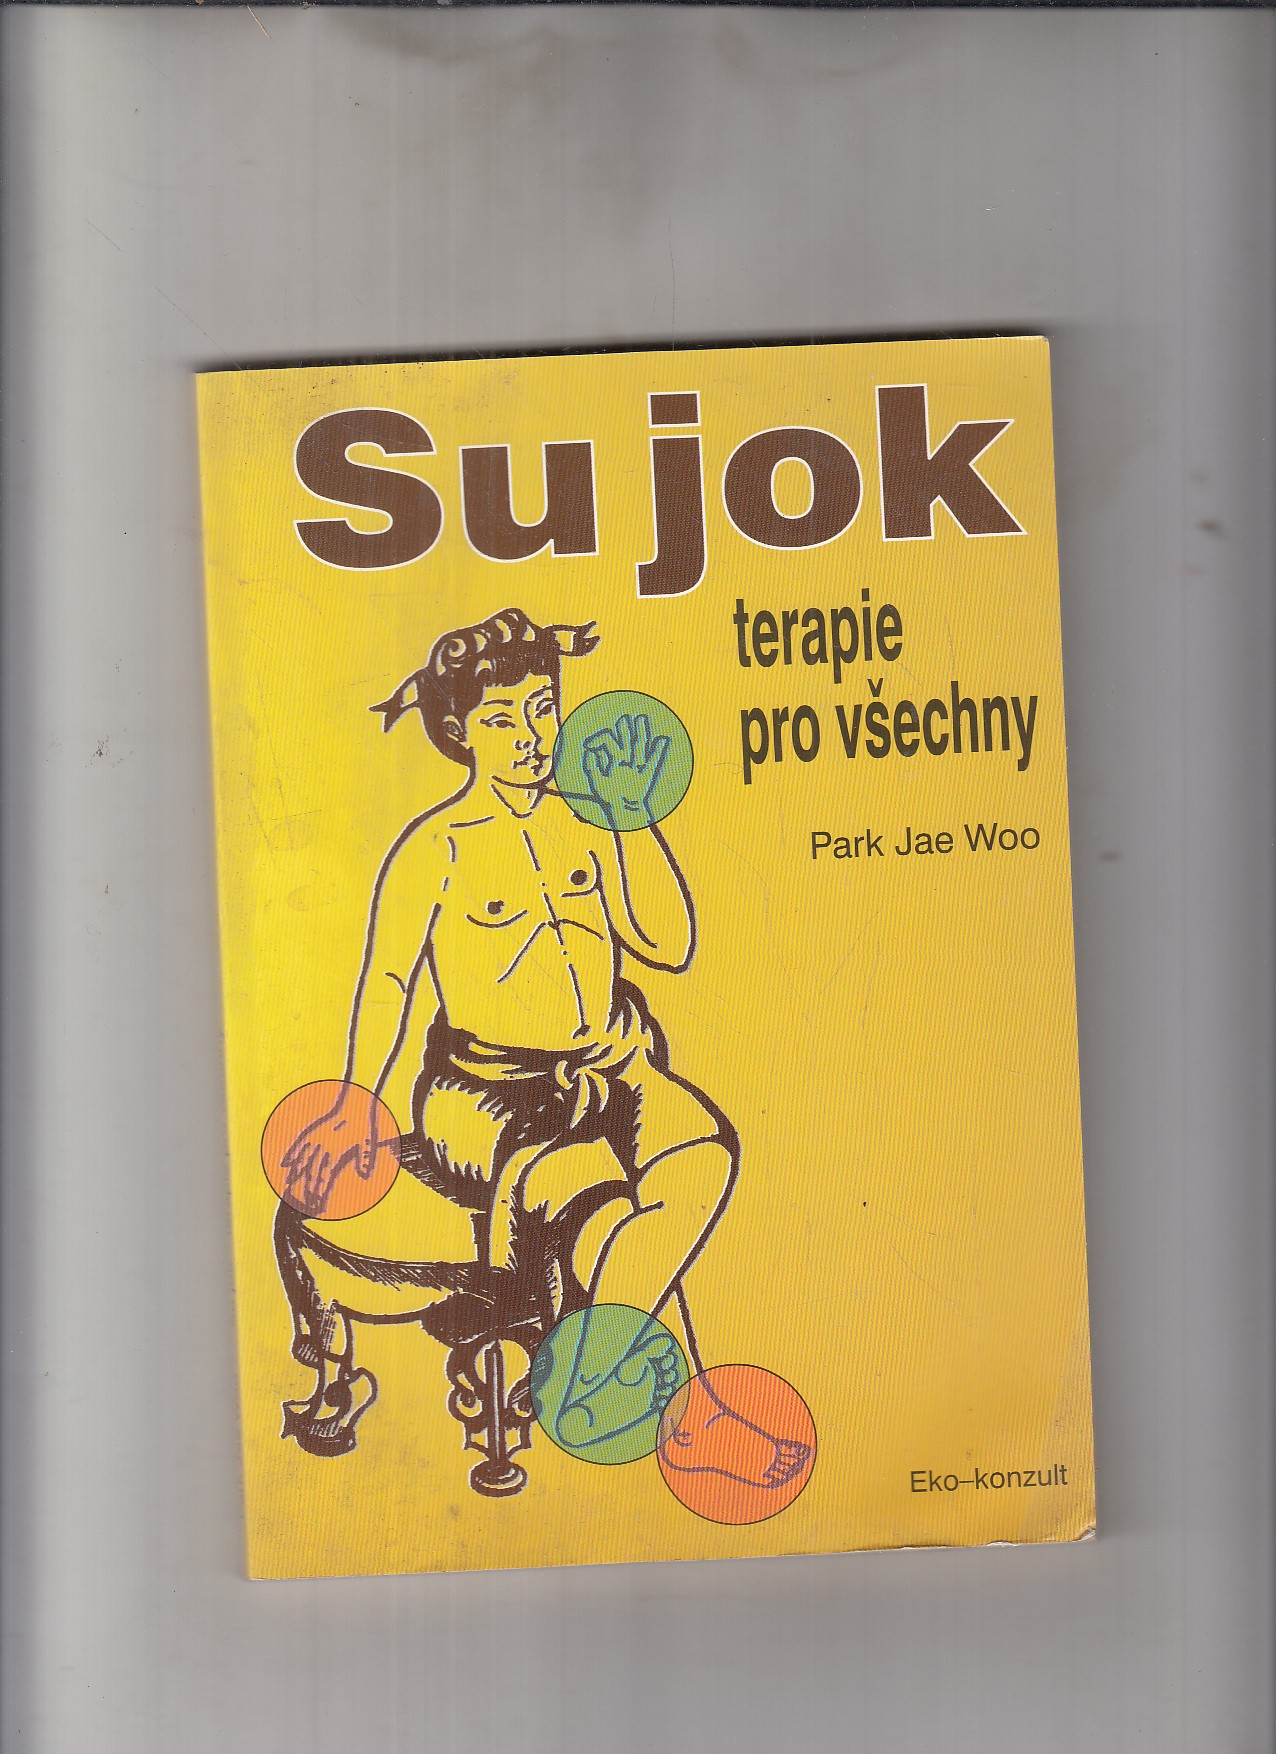 Su jok
terapie
pro všechny
Park Jae Woo
Eko–konzult